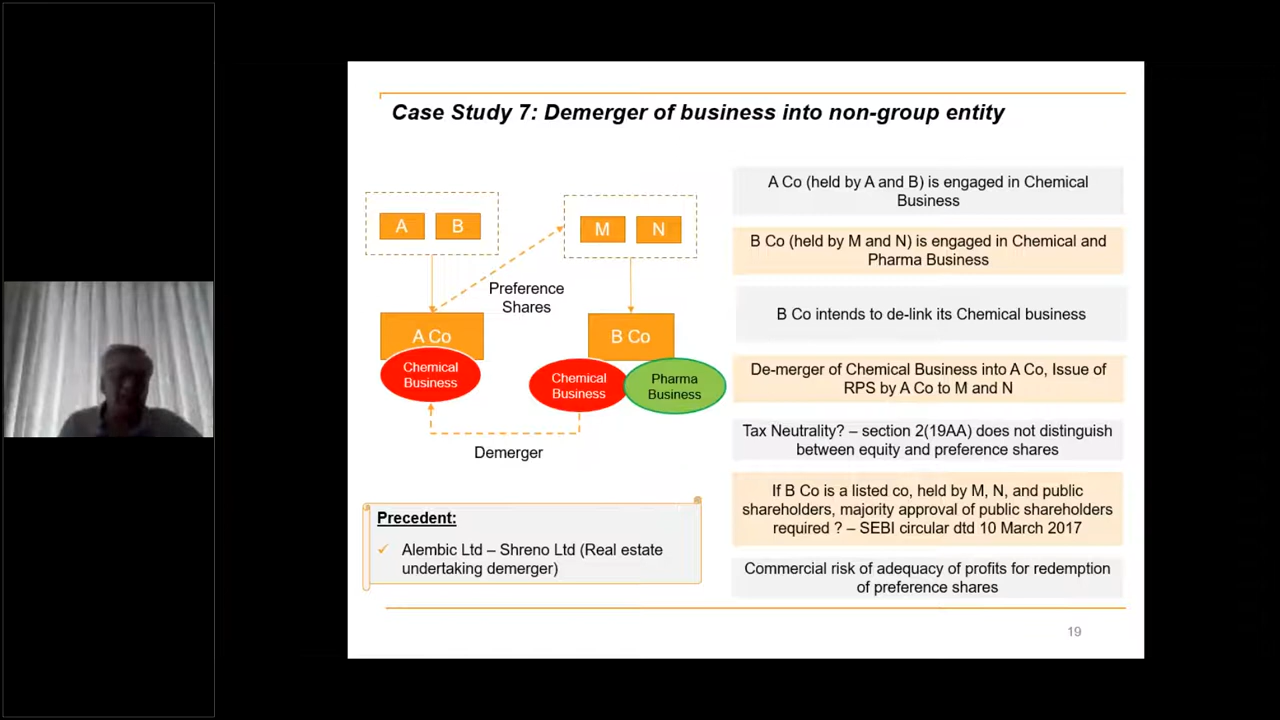 Case Study 7: Demerger of business into non-group entity
A
B
M
N
Preference
Shares
A Co
B Co
Chemical
Business
Chemical
Business
Pharma
Business
Demerger
Precedent:
Alembic Ltd – Shreno Ltd (Real estate
undertaking demerger)
A Co (held by A and B) is engaged in Chemical
Business
B Co (held by M and N) is engaged in Chemical and
Pharma Business
B Co intends to de-link its Chemical business
De-merger of Chemical Business into A Co, Issue of
RPS by A Co to M and N
Tax Neutrality? – section 2(19AA) does not distinguish
between equity and preference shares
If B Co is a listed co, held by M, N, and public
shareholders, majority approval of public shareholders
required ? – SEBI circular dtd 10 March 2017
Commercial risk of adequacy of profits for redemption
of preference shares
19